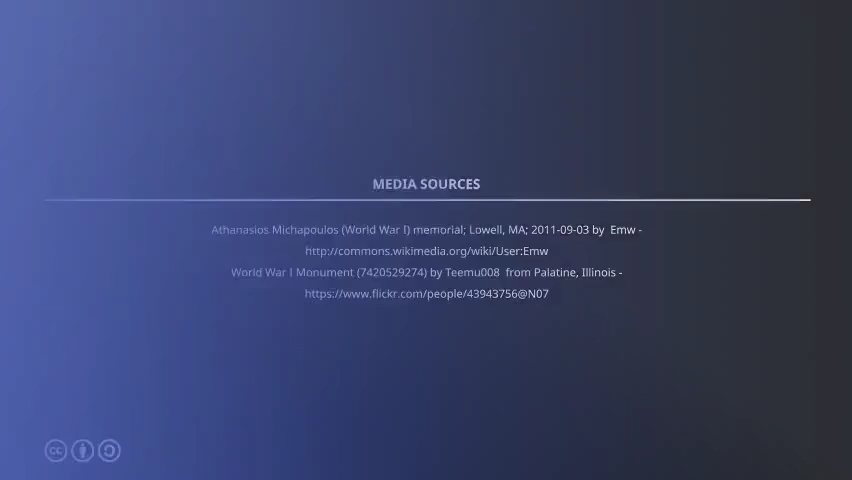 MEDIA SOURCES
Athanasios Michapoulos (World War I) memorial; Lowell, MA; 2011-09-03 by  Emw -
http://commons.wikimedia.org/wiki/User:Emw
World War I Monument (7420529274) by Teemu008  from Palatine, Illinois -
https://www.flickr.com/people/43943756@N07
cc